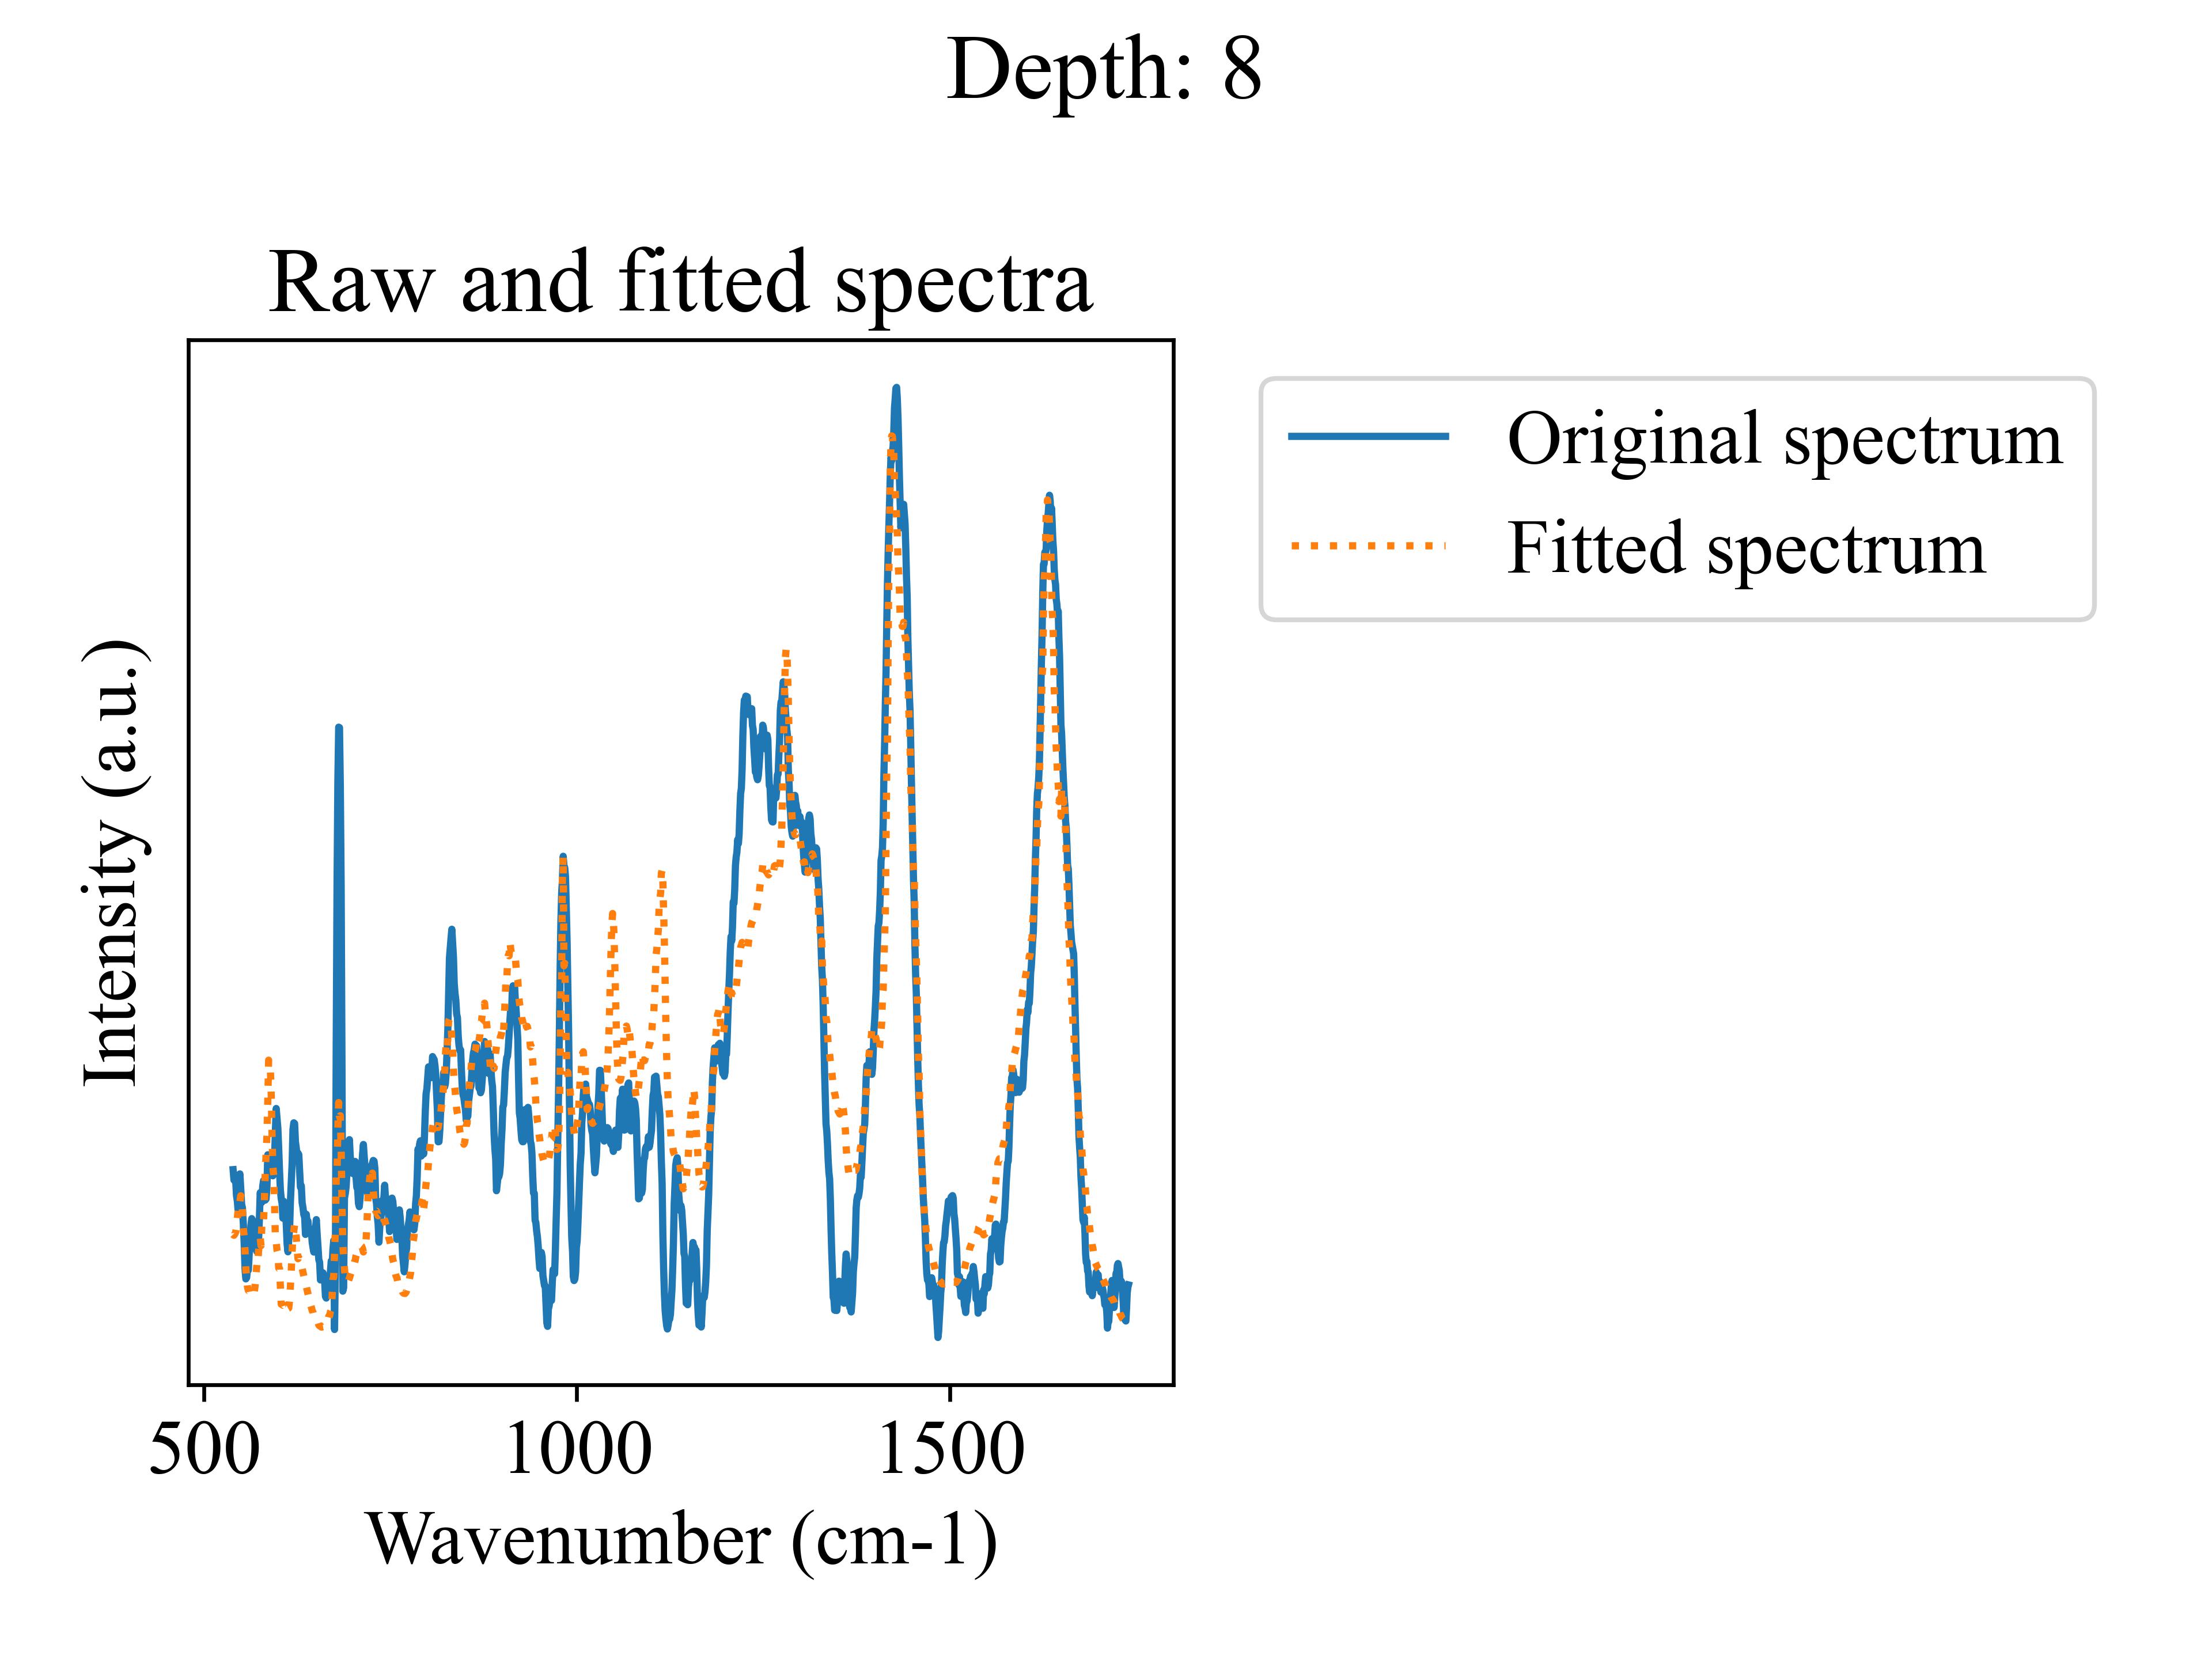 Depth: 8
Raw and fitted spectra
Original spectrum
Fitted spectrum
Intensity (a.u.)
500 1000 1500
Wavenumber (cm-1)